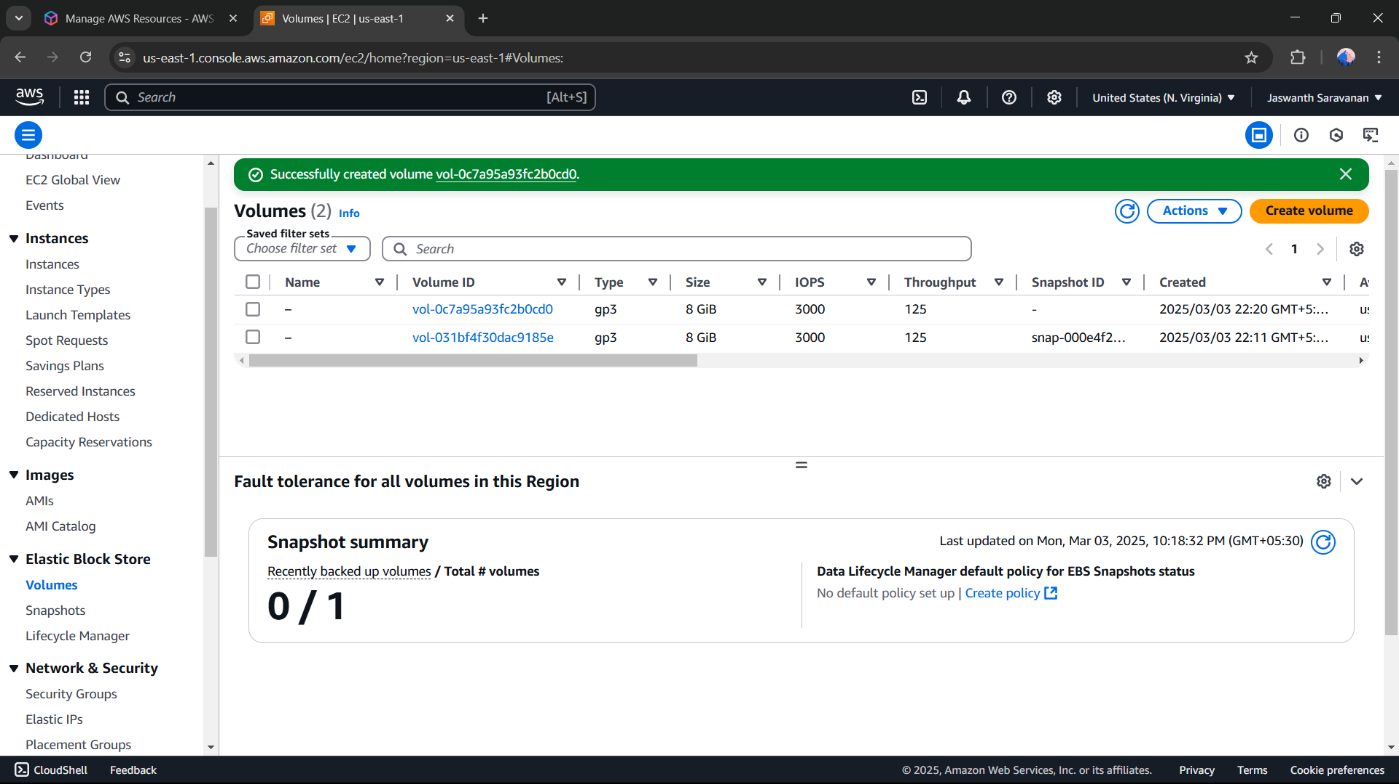 Manage AWS Resources - AWS
Volumes | EC2 | us-east-1
us-east-1.console.aws.amazon.com/ec2/home?region=us-east-1#Volumes:
aws
Search
[Alt+S]
United States (N. Virginia)
Jaswanth Saravanan
Dashboard
EC2 Global View
Events
Instances
Instances
Instance Types
Launch Templates
Spot Requests
Savings Plans
Reserved Instances
Dedicated Hosts
Capacity Reservations
Images
AMIs
AMI Catalog
Elastic Block Store
Volumes
Snapshots
Lifecycle Manager
Network & Security
Security Groups
Elastic IPs
Placement Groups
Successfully created volume vol-0c7a95a93fc2b0cd0.
Volumes (2) Info
Actions
Create volume
Saved filter sets
Choose filter set
Search
1
Name Volume ID Type Size IOPS Throughput Snapshot ID Created
– vol-0c7a95a93fc2b0cd0 gp3 8 GiB 3000 125 - 2025/03/03 22:20 GMT+5:...
– vol-031bf4f30dac9185e gp3 8 GiB 3000 125 snap-000e4f2... 2025/03/03 22:11 GMT+5:...
Fault tolerance for all volumes in this Region
Snapshot summary
Last updated on Mon, Mar 03, 2025, 10:18:32 PM (GMT+05:30)
Recently backed up volumes / Total # volumes
0 / 1
Data Lifecycle Manager default policy for EBS Snapshots status
No default policy set up | Create policy
CloudShell
Feedback
© 2025, Amazon Web Services, Inc. or its affiliates.
Privacy
Terms
Cookie preferences